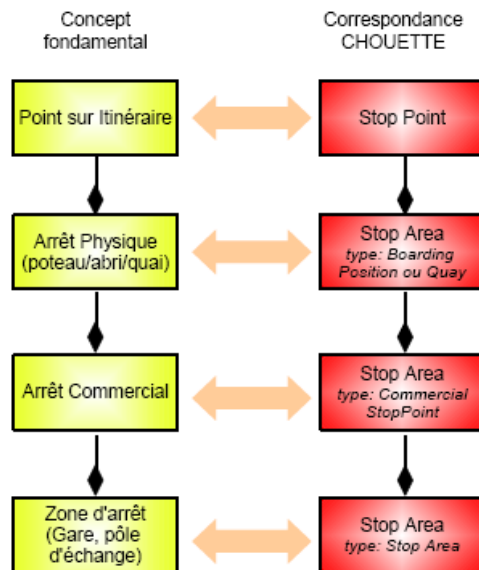 Concept
fondamental
Correspondance
CHOUETTE
Point sur Itinéraire
Stop Point
Arrêt Physique
(poteau/abri/quai)
Stop Area
type: Boarding
Position ou Quay
Arrêt Commercial
Stop Area
type: Commercial
StopPoint
Zone d'arrêt
(Gare, pôle
d'échange)
Stop Area
type: Stop Area